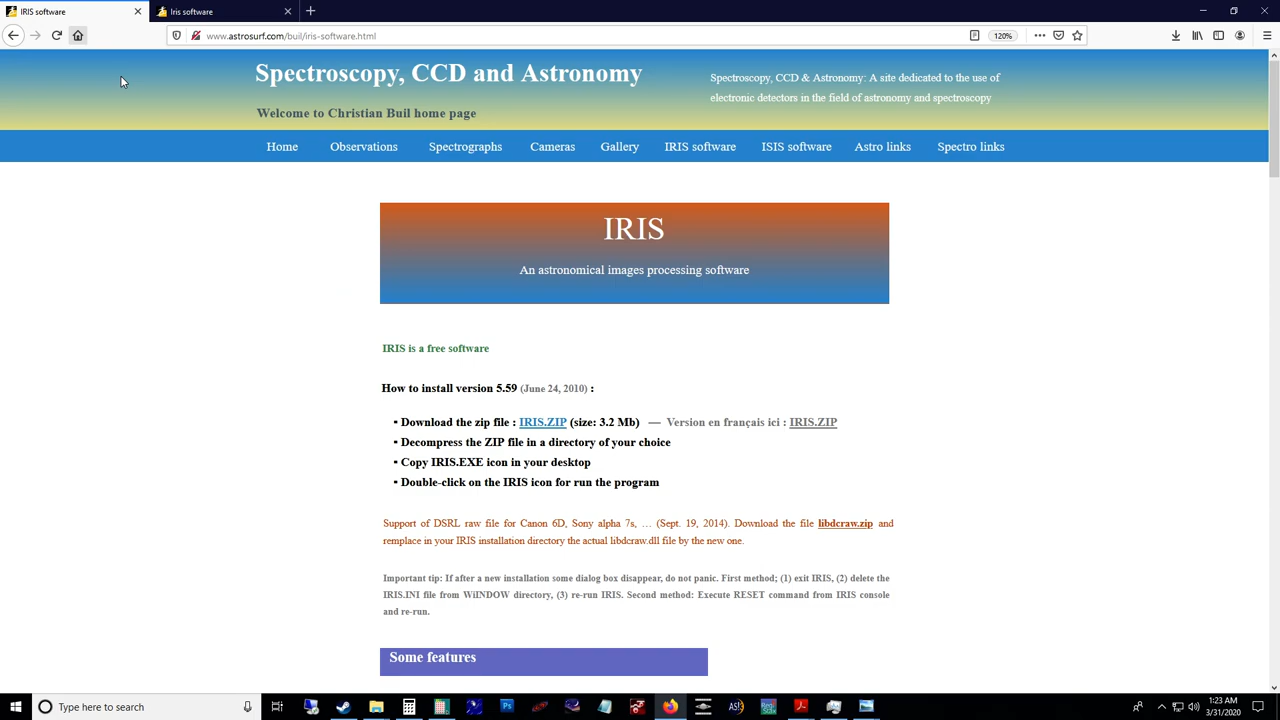 IRIS software
Iris software
www.astrosurf.com/buil/iris-software.html
120%
Spectroscopy, CCD and Astronomy
Welcome to Christian Buil home page
Spectroscopy, CCD & Astronomy: A site dedicated to the use of
electronic detectors in the field of astronomy and spectroscopy
Home Observations Spectrographs Cameras Gallery IRIS software ISIS software Astro links Spectro links
IRIS
An astronomical images processing software
IRIS is a free software
How to install version 5.59 (June 24, 2010) :
▪ Download the zip file : IRIS.ZIP (size: 3.2 Mb) — Version en français ici : IRIS.ZIP
▪ Decompress the ZIP file in a directory of your choice
▪ Copy IRIS.EXE icon in your desktop
▪ Double-click on the IRIS icon for run the program
Support of DSRL raw file for Canon 6D, Sony alpha 7s, … (Sept. 19, 2014). Download the file libdcraw.zip and
remplace in your IRIS installation directory the actual libdcraw.dll file by the new one.
Important tip: If after a new installation some dialog box disappear, do not panic. First method; (1) exit IRIS, (2) delete the
IRIS.INI file from WiINDOW directory, (3) re-run IRIS. Second method: Execute RESET command from IRIS console
and re-run.
Some features
Type here to search
Ps
1:23 AM
3/31/2020